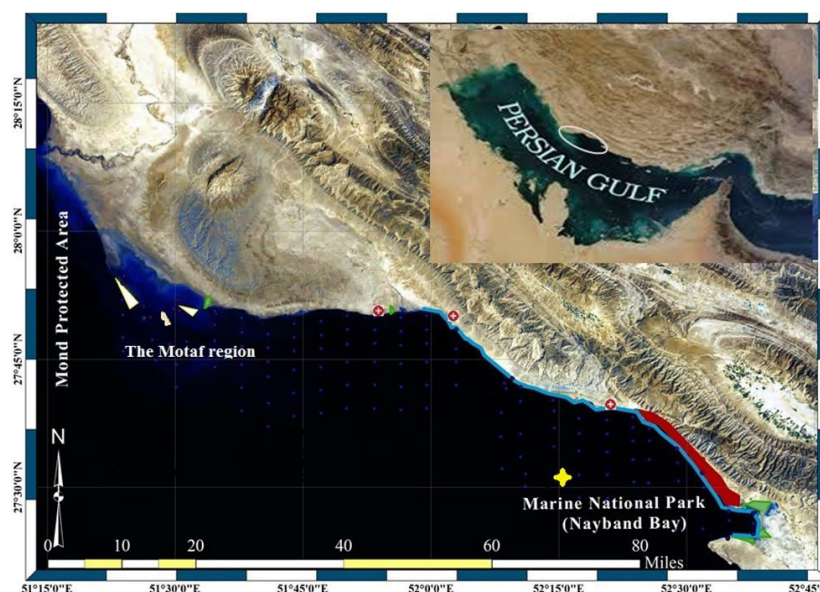 PERSIAN GULF
28°15'0"N
28°0'0"N
27°45'0"N
27°30'0"N
Mond Protected Area
The Motaf region
N
Marine National Park
(Nayband Bay)
0 10 20 40 60 80
Miles
51°15'0"E 51°30'0"E 51°45'0"E 52°0'0"E 52°15'0"E 52°30'0"E